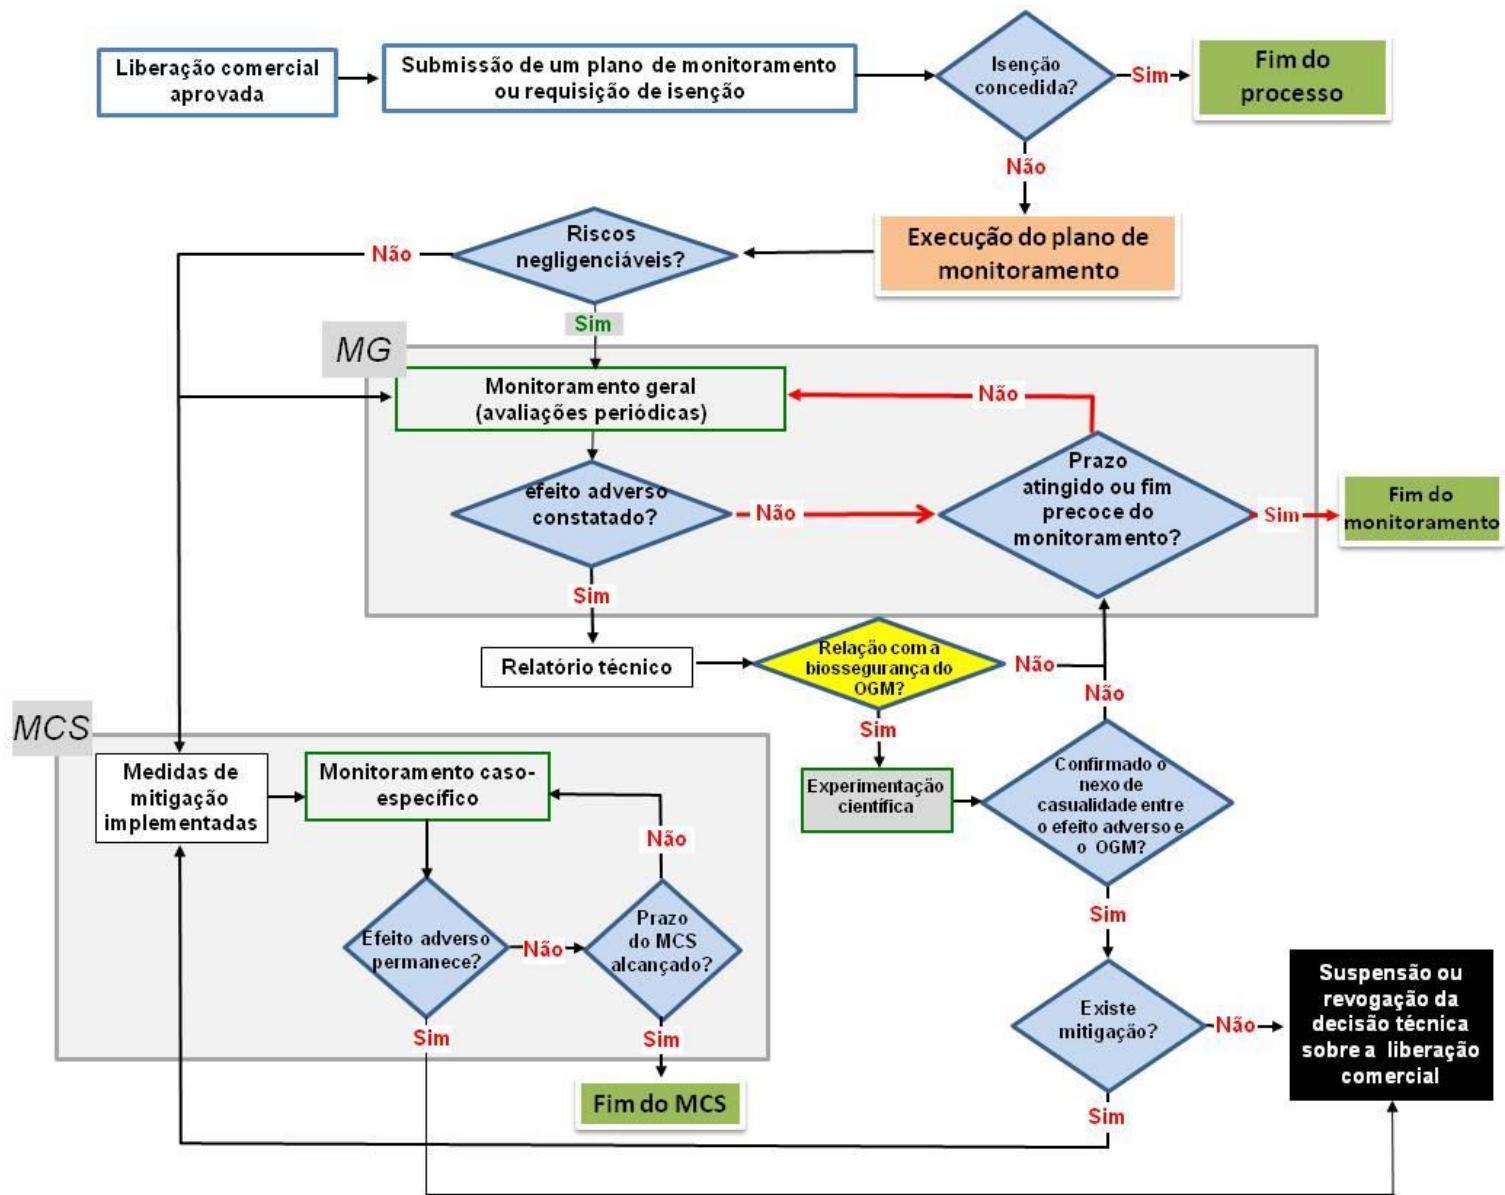 Liberação comercial
aprovada
Submissão de um plano de monitoramento
ou requisição de isenção
Isenção
concedida?
Sim
Fim do
processo
Não
Execução do plano de
monitoramento
Riscos
negligenciáveis?
Não
Sim
MG
Monitoramento geral
(avaliações periódicas)
Não
efeito adverso
constatado?
Não
Prazo
atingido ou fim
precoce do
monitoramento?
Sim
Fim do
monitoramento
Sim
Relatório técnico
Relação com a
biossegurança do
OGM?
Não
Não
Sim
MCS
Medidas de
mitigação
implementadas
Monitoramento caso-
específico
Experimentação
científica
Confirmado o
nexo de
casualidade entre
o efeito adverso e
o OGM?
Não
Sim
Efeito adverso
permanece?
Não
Prazo
do MCS
alcançado?
Sim
Sim
Fim do MCS
Existe
mitigação?
Não
Suspensão ou
revogação da
decisão técnica
sobre a liberação
comercial
Sim